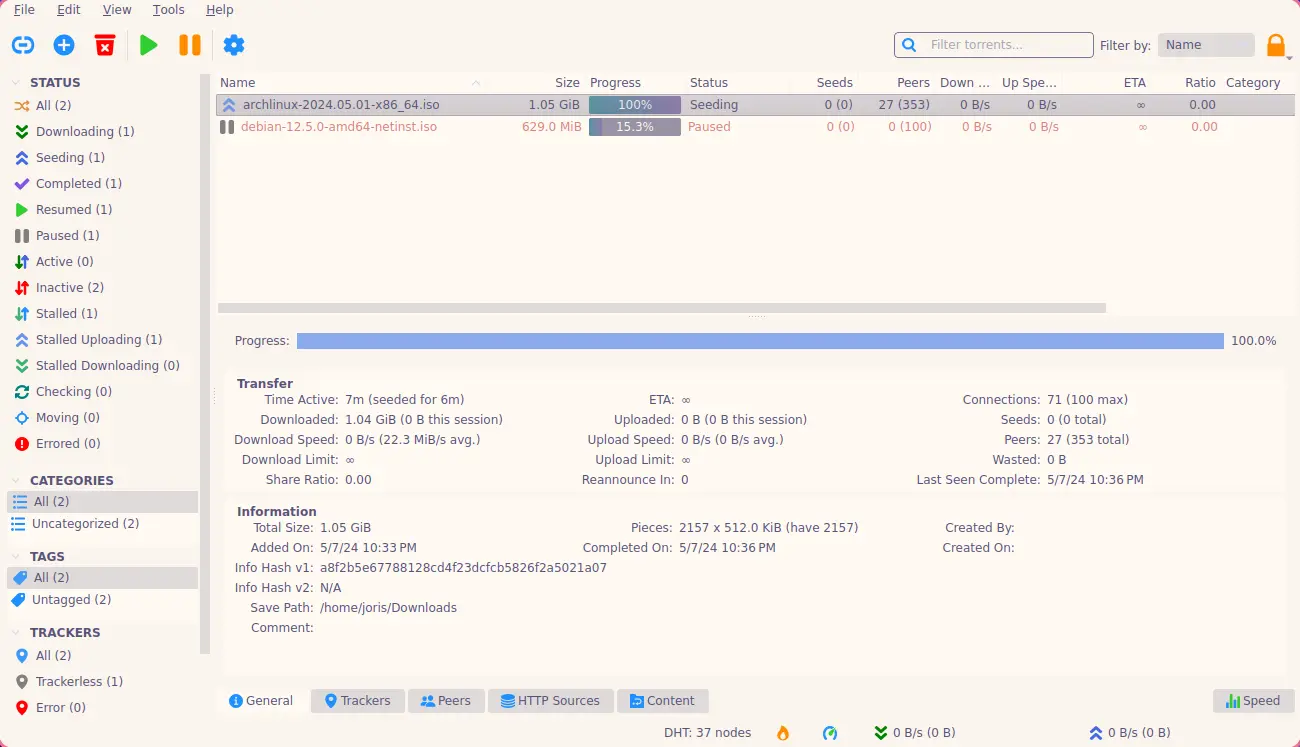 File Edit View Tools Help
Filter torrents... Filter by: Name
STATUS
All (2)
Downloading (1)
Seeding (1)
Completed (1)
Resumed (1)
Paused (1)
Active (0)
Inactive (2)
Stalled (1)
Stalled Uploading (1)
Stalled Downloading (0)
Checking (0)
Moving (0)
Errored (0)
CATEGORIES
All (2)
Uncategorized (2)
TAGS
All (2)
Untagged (2)
TRACKERS
All (2)
Trackerless (1)
Error (0)
Name Size Progress Status Seeds Peers Down ... Up Spe... ETA Ratio Category
archlinux-2024.05.01-x86_64.iso 1.05 GiB 100% Seeding 0 (0) 27 (353) 0 B/s 0 B/s ∞ 0.00
debian-12.5.0-amd64-netinst.iso 629.0 MiB 15.3% Paused 0 (0) 0 (100) 0 B/s 0 B/s ∞ 0.00
Progress: 100.0%
Transfer
Time Active: 7m (seeded for 6m) ETA: ∞ Connections: 71 (100 max)
Downloaded: 1.04 GiB (0 B this session) Uploaded: 0 B (0 B this session) Seeds: 0 (0 total)
Download Speed: 0 B/s (22.3 MiB/s avg.) Upload Speed: 0 B/s (0 B/s avg.) Peers: 27 (353 total)
Download Limit: ∞ Upload Limit: ∞ Wasted: 0 B
Share Ratio: 0.00 Reannounce In: 0 Last Seen Complete: 5/7/24 10:36 PM
Information
Total Size: 1.05 GiB Pieces: 2157 x 512.0 KiB (have 2157) Created By:
Added On: 5/7/24 10:33 PM Completed On: 5/7/24 10:36 PM Created On:
Info Hash v1: a8f2b5e67788128cd4f23dcfcb5826f2a5021a07
Info Hash v2: N/A
Save Path: /home/joris/Downloads
Comment:
General Trackers Peers HTTP Sources Content Speed
DHT: 37 nodes 0 B/s (0 B) 0 B/s (0 B)